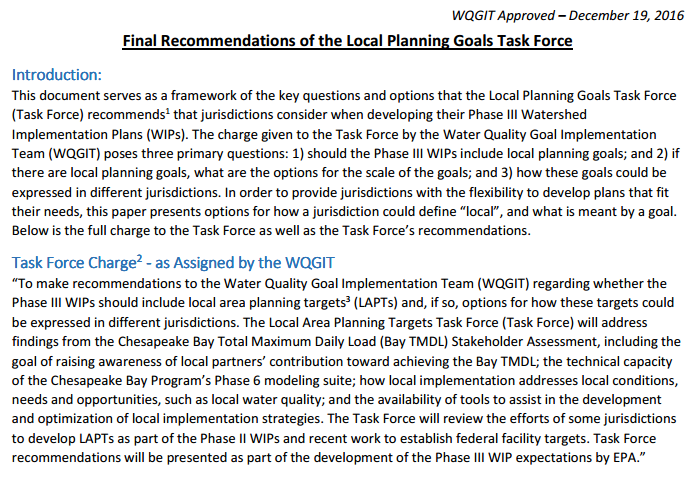 WQGIT Approved – December 19, 2016
Final Recommendations of the Local Planning Goals Task Force
Introduction:
This document serves as a framework of the key questions and options that the Local Planning Goals Task Force
(Task Force) recommends¹ that jurisdictions consider when developing their Phase III Watershed
Implementation Plans (WIPs). The charge given to the Task Force by the Water Quality Goal Implementation
Team (WQGIT) poses three primary questions: 1) should the Phase III WIPs include local planning goals; and 2) if
there are local planning goals, what are the options for the scale of the goals; and 3) how these goals could be
expressed in different jurisdictions. In order to provide jurisdictions with the flexibility to develop plans that fit
their needs, this paper presents options for how a jurisdiction could define “local”, and what is meant by a goal.
Below is the full charge to the Task Force as well as the Task Force’s recommendations.
Task Force Charge² - as Assigned by the WQGIT
“To make recommendations to the Water Quality Goal Implementation Team (WQGIT) regarding whether the
Phase III WIPs should include local area planning targets³ (LAPTs) and, if so, options for how these targets could
be expressed in different jurisdictions. The Local Area Planning Targets Task Force (Task Force) will address
findings from the Chesapeake Bay Total Maximum Daily Load (Bay TMDL) Stakeholder Assessment, including the
goal of raising awareness of local partners’ contribution toward achieving the Bay TMDL; the technical capacity
of the Chesapeake Bay Program’s Phase 6 modeling suite; how local implementation addresses local conditions,
needs and opportunities, such as local water quality; and the availability of tools to assist in the development
and optimization of local implementation strategies. The Task Force will review the efforts of some jurisdictions
to develop LAPTs as part of the Phase II WIPs and recent work to establish federal facility targets. Task Force
recommendations will be presented as part of the development of the Phase III WIP expectations by EPA.”